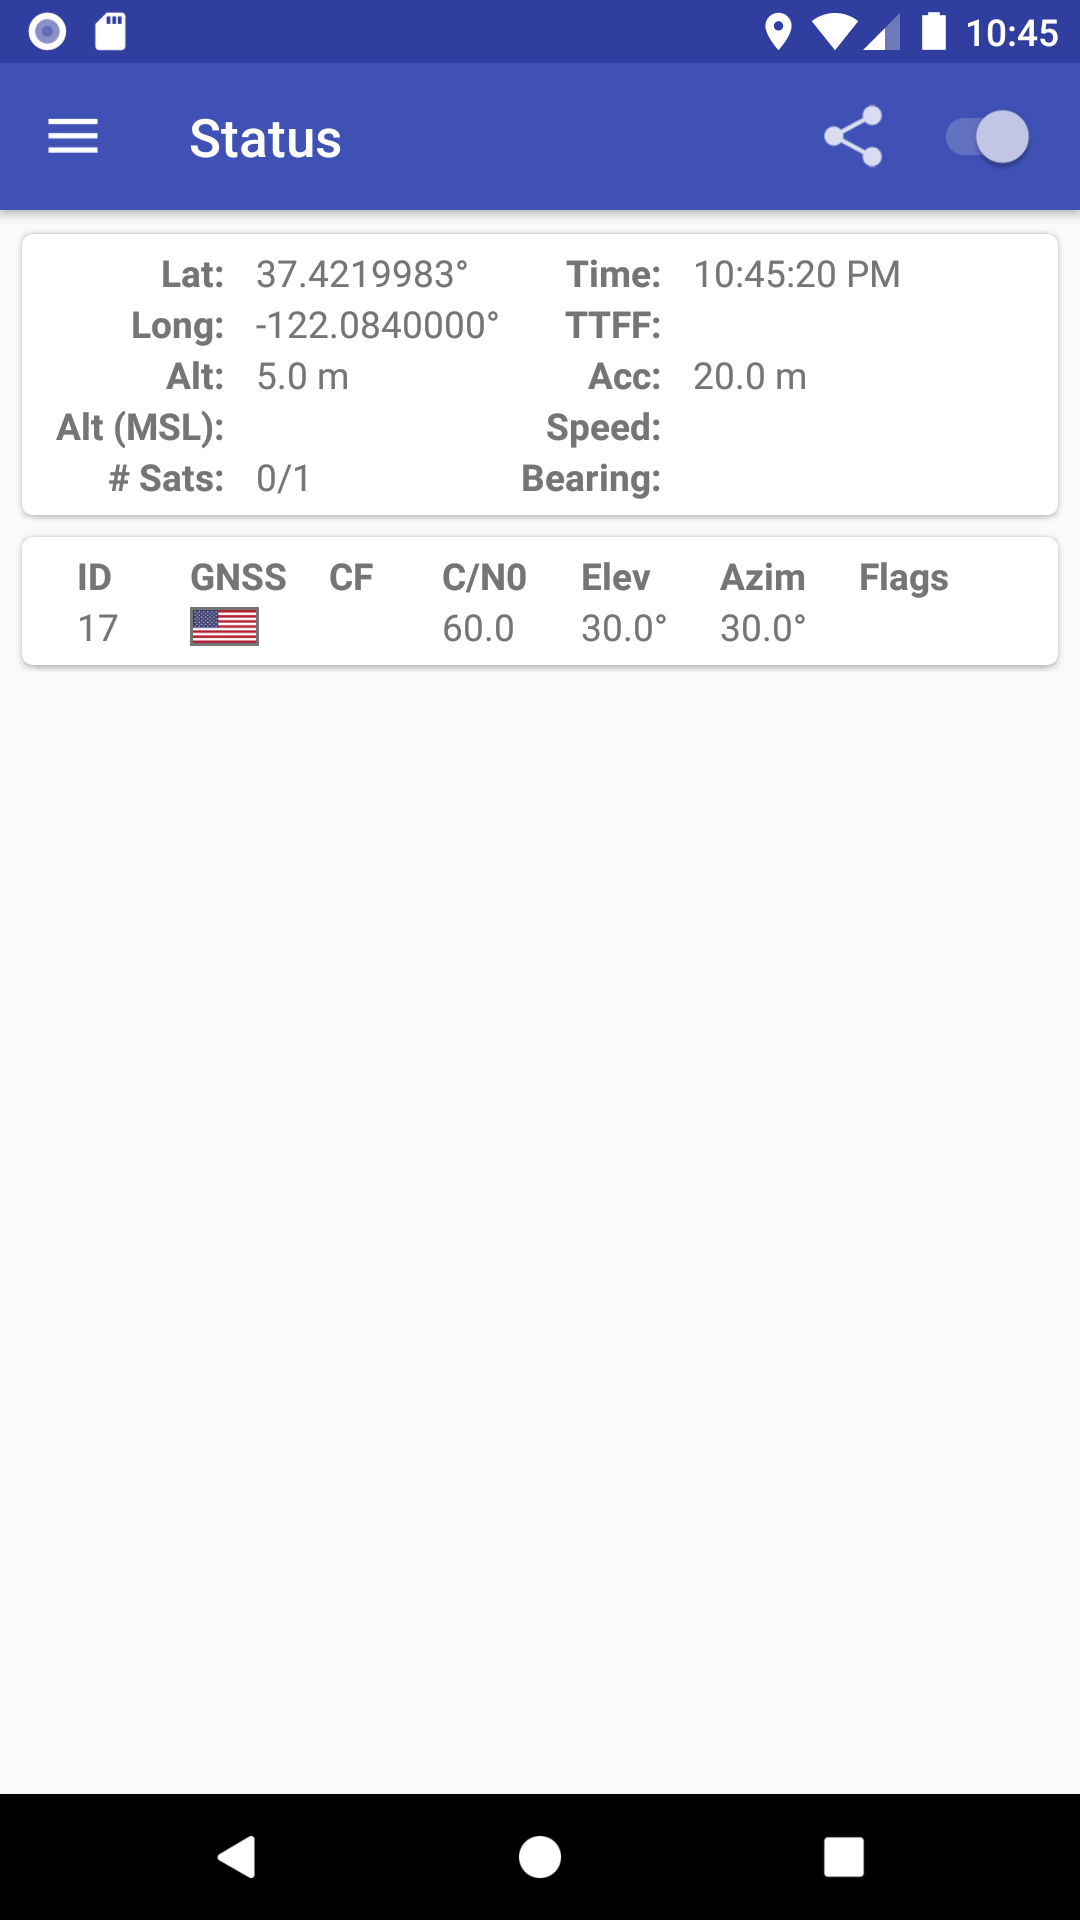 10:45
Status
Lat: 37.4219983° Time: 10:45:20 PM
Long: -122.0840000° TTFF:
Alt: 5.0 m Acc: 20.0 m
Alt (MSL): Speed:
# Sats: 0/1 Bearing:
ID GNSS CF C/N0 Elev Azim Flags
17 60.0 30.0° 30.0°